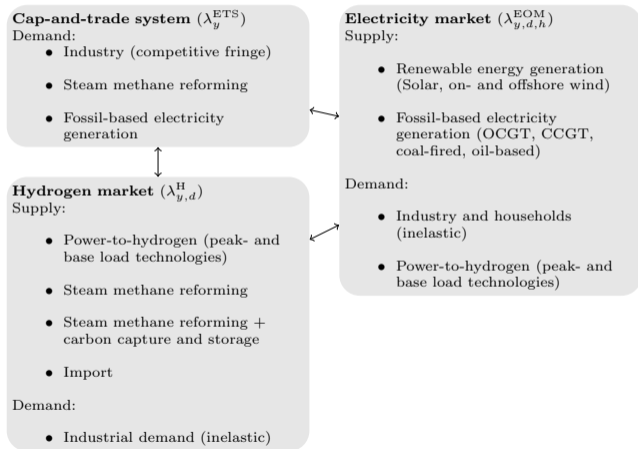 Cap-and-trade system (λ_y^ETS)
Demand:
• Industry (competitive fringe)
• Steam methane reforming
• Fossil-based electricity
generation
Hydrogen market (λ_{y,d}^H)
Supply:
• Power-to-hydrogen (peak- and
base load technologies)
• Steam methane reforming
• Steam methane reforming +
carbon capture and storage
• Import
Demand:
• Industrial demand (inelastic)
Electricity market (λ_{y,d,h}^EOM)
Supply:
• Renewable energy generation
(Solar, on- and offshore wind)
• Fossil-based electricity
generation (OCGT, CCGT,
coal-fired, oil-based)
Demand:
• Industry and households
(inelastic)
• Power-to-hydrogen (peak- and
base load technologies)